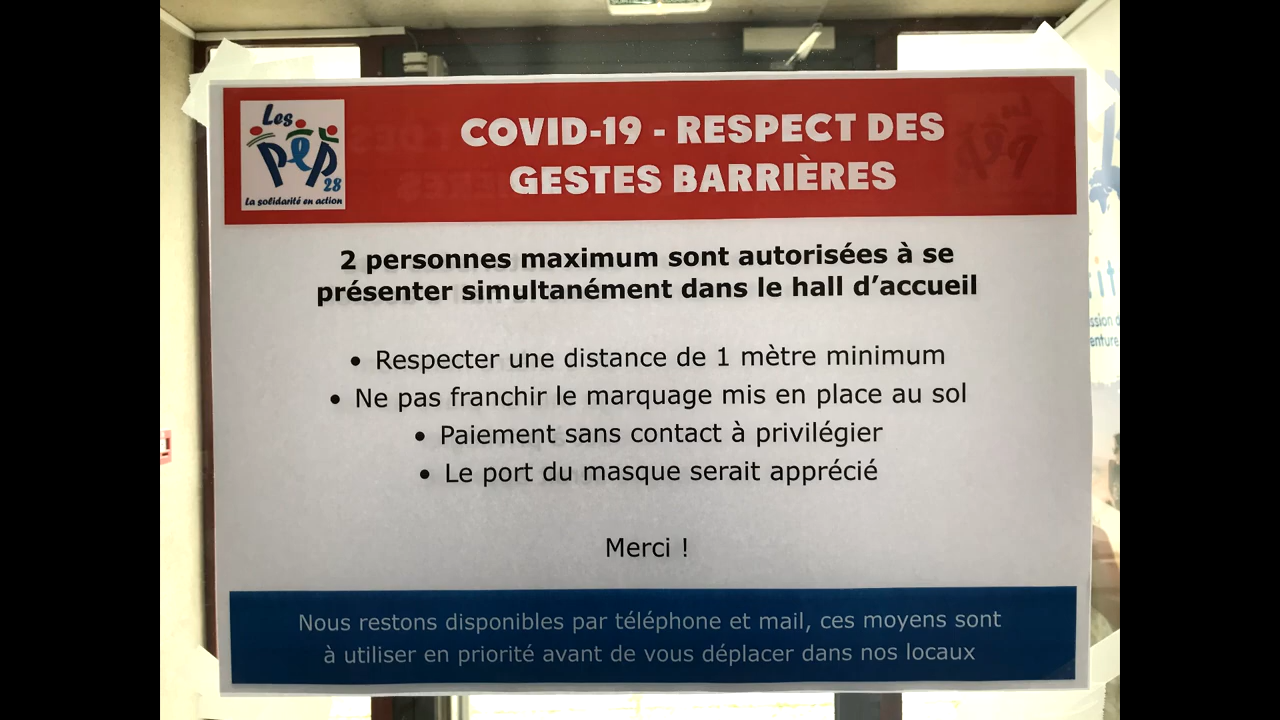 Les
pep
28
La solidarité en action
COVID-19 - RESPECT DES
GESTES BARRIÈRES
2 personnes maximum sont autorisées à se
présenter simultanément dans le hall d’accueil
• Respecter une distance de 1 mètre minimum
• Ne pas franchir le marquage mis en place au sol
• Paiement sans contact à privilégier
• Le port du masque serait apprécié
Merci !
Nous restons disponibles par téléphone et mail, ces moyens sont
à utiliser en priorité avant de vous déplacer dans nos locaux